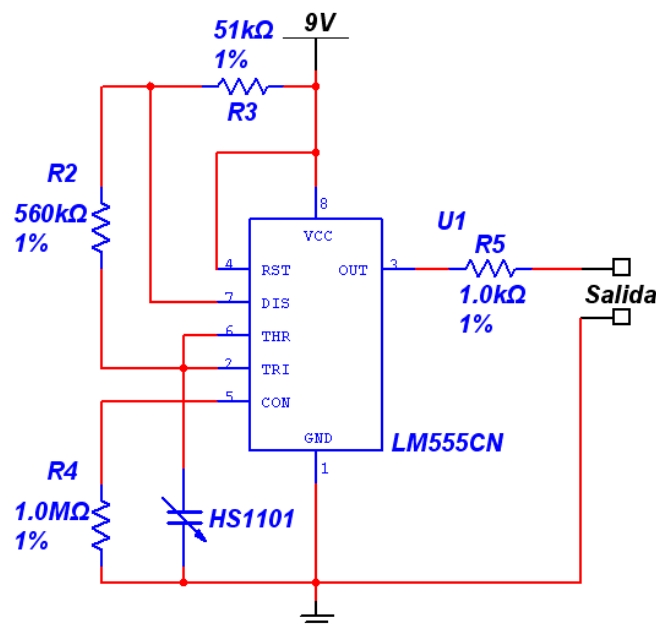 9V
51kΩ
1%
R3
R2
560kΩ
1%
8
VCC
U1
4 RST
OUT 3
R5
1.0kΩ
1%
Salida
7 DIS
6 THR
2 TRI
5 CON
GND
1
LM555CN
R4
1.0MΩ
1%
HS1101